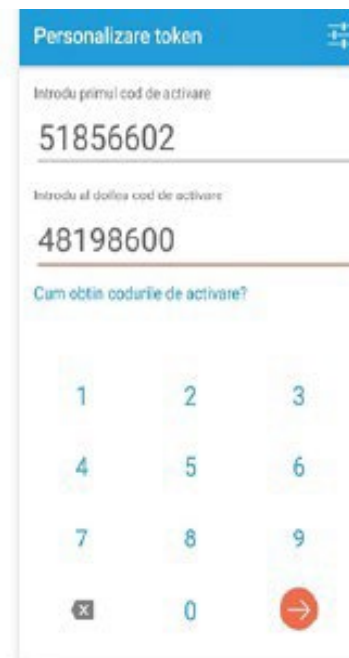 Personalizare token
Introdu primul cod de activare
51856602
Introdu al doilea cod de activare
48198600
Cum obtin codurile de activare?
1 2 3
4 5 6
7 8 9
0